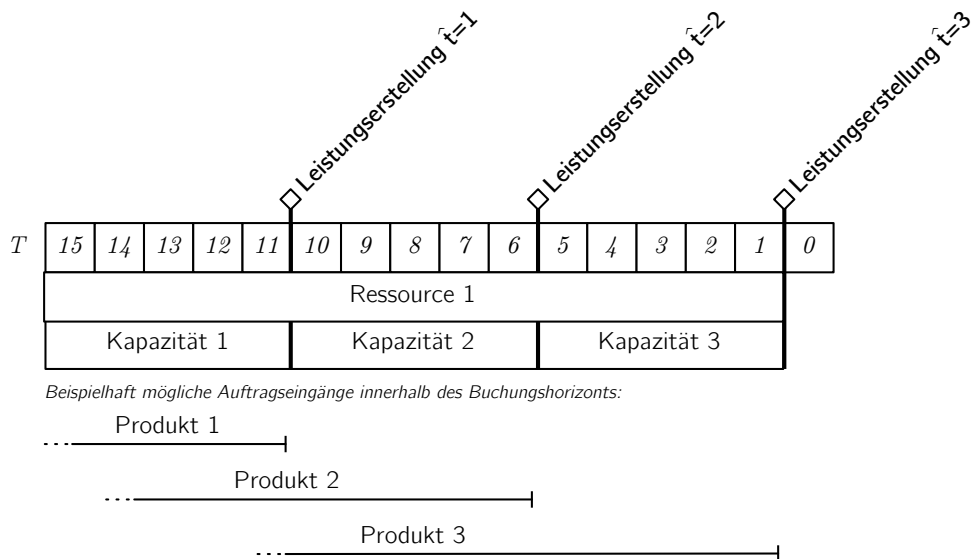 Leistungserstellung t̂=1
Leistungserstellung t̂=2
Leistungserstellung t̂=3
T 15 14 13 12 11 10 9 8 7 6 5 4 3 2 1 0
Ressource 1
Kapazität 1 Kapazität 2 Kapazität 3
Beispielhaft mögliche Auftragseingänge innerhalb des Buchungshorizonts:
Produkt 1
Produkt 2
Produkt 3